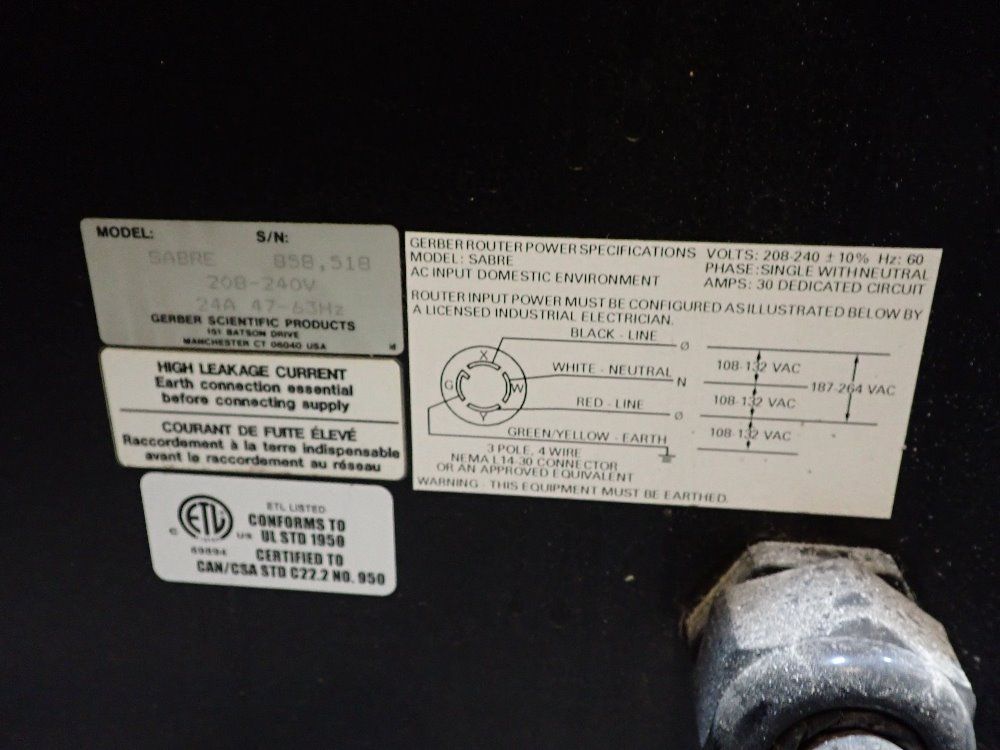 MODEL: S/N:
SABRE 858,518
208-240V
24A 47-63Hz
GERBER SCIENTIFIC PRODUCTS
151 BATSON DRIVE
MANCHESTER CT 06040 USA
HIGH LEAKAGE CURRENT
Earth connection essential
before connecting supply
COURANT DE FUITE ÉLEVÉ
Raccordement à la terre indispensable
avant le raccordement au réseau
ETL LISTED
CONFORMS TO
UL STD 1950
CERTIFIED TO
CAN/CSA STD C22.2 NO. 950
C ETL US
69894
GERBER ROUTER POWER SPECIFICATIONS VOLTS: 208-240 ± 10% Hz: 60
MODEL: SABRE PHASE: SINGLE WITH NEUTRAL
AC INPUT DOMESTIC ENVIRONMENT AMPS: 30 DEDICATED CIRCUIT
ROUTER INPUT POWER MUST BE CONFIGURED AS ILLUSTRATED BELOW BY
A LICENSED INDUSTRIAL ELECTRICIAN.
BLACK - LINE Ø
X
WHITE - NEUTRAL N
G W
RED - LINE Ø
Y
GREEN/YELLOW - EARTH
108-132 VAC
187-264 VAC
108-132 VAC
108-132 VAC
3 POLE, 4 WIRE
NEMA L14-30 CONNECTOR
OR AN APPROVED EQUIVALENT
WARNING - THIS EQUIPMENT MUST BE EARTHED.